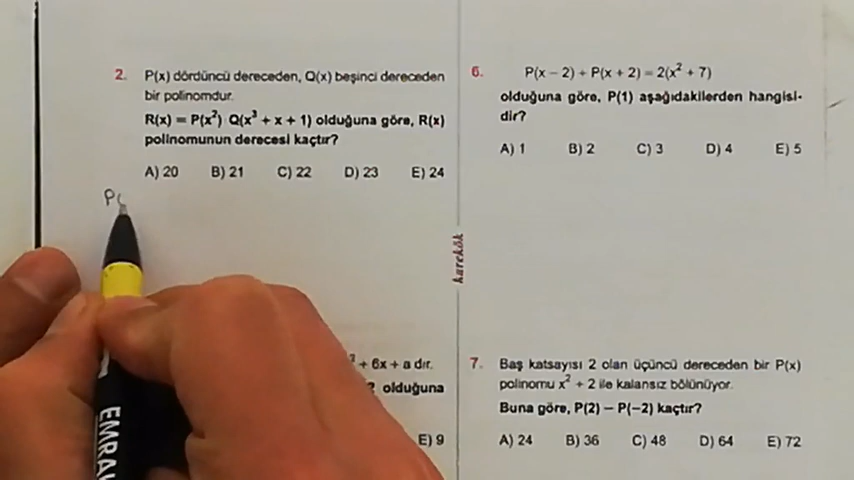 2. P(x) dördüncü dereceden, Q(x) beşinci dereceden
bir polinomdur.
R(x) = P(x²) Q(x³ + x + 1) olduğuna göre, R(x)
polinomunun derecesi kaçtır?
A) 20 B) 21 C) 22 D) 23 E) 24
P(
+ 6x + a dır.
olduğuna
E) 9
karekök
6. P(x − 2) + P(x + 2) = 2(x² + 7)
olduğuna göre, P(1) aşağıdakilerden hangisi-
dir?
A) 1 B) 2 C) 3 D) 4 E) 5
7. Baş katsayısı 2 olan üçüncü dereceden bir P(x)
polinomu x² + 2 ile kalansız bölünüyor.
Buna göre, P(2) − P(−2) kaçtır?
A) 24 B) 36 C) 48 D) 64 E) 72
EMRA